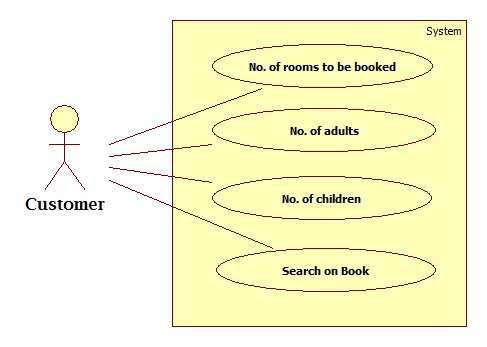 System
No. of rooms to be booked
No. of adults
No. of children
Customer
Search on Book